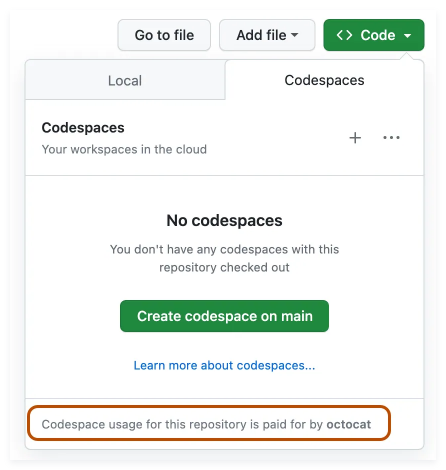 Go to file
Add file
Code
Local
Codespaces
Codespaces
Your workspaces in the cloud
No codespaces
You don't have any codespaces with this
repository checked out
Create codespace on main
Learn more about codespaces...
Codespace usage for this repository is paid for by octocat